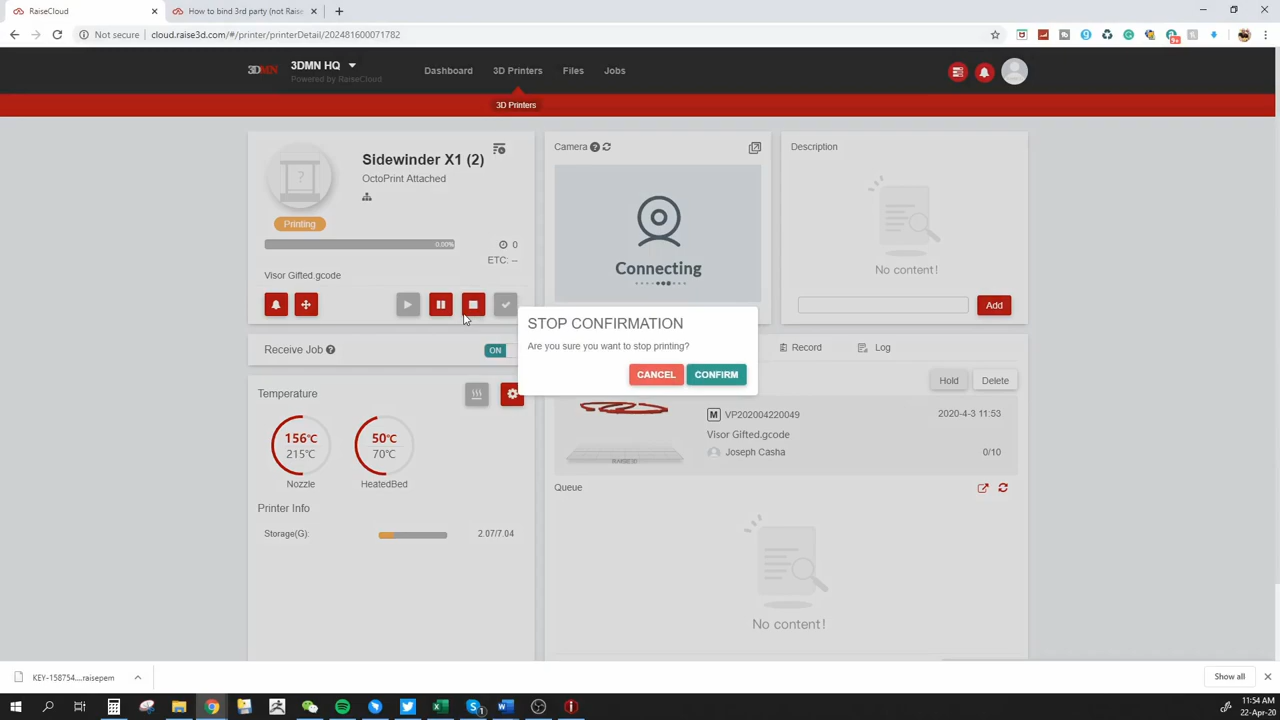 RaiseCloud
How to bind 3rd party (not Raise
Not secure
cloud.raise3d.com/#/printer/printerDetail/202481600071782
9+
3DMN
3DMN HQ
Powered by RaiseCloud
Dashboard
3D Printers
Files
Jobs
3D Printers
?
Sidewinder X1 (2)
OctoPrint Attached
Printing
0.00%
0
ETC: --
Visor Gifted.gcode
Camera
Connecting
Description
No content!
Add
STOP CONFIRMATION
Are you sure you want to stop printing?
CANCEL
CONFIRM
Receive Job
ON
Record
Log
Temperature
156℃
215℃
Nozzle
50℃
70℃
HeatedBed
Printer Info
Storage(G):
2.07/7.04
Hold
Delete
M VP202004220049
2020-4-3 11:53
Visor Gifted.gcode
Joseph Casha
0/10
RAISE3D
Queue
No content!
KEY-158754....raisepem
Show all
11:54 AM
22-Apr-20